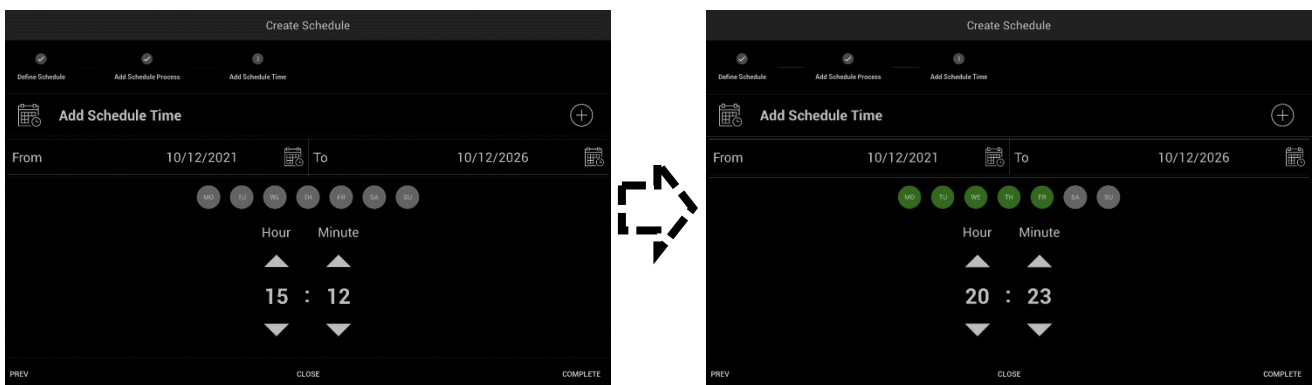 Create Schedule
3
Define Schedule Add Schedule Process Add Schedule Time
Add Schedule Time
From 10/12/2021 To 10/12/2026
MO TU WE TH FR SA SU
Hour Minute
15 : 12
PREV CLOSE COMPLETE
Create Schedule
3
Define Schedule Add Schedule Process Add Schedule Time
Add Schedule Time
From 10/12/2021 To 10/12/2026
MO TU WE TH FR SA SU
Hour Minute
20 : 23
PREV CLOSE COMPLETE